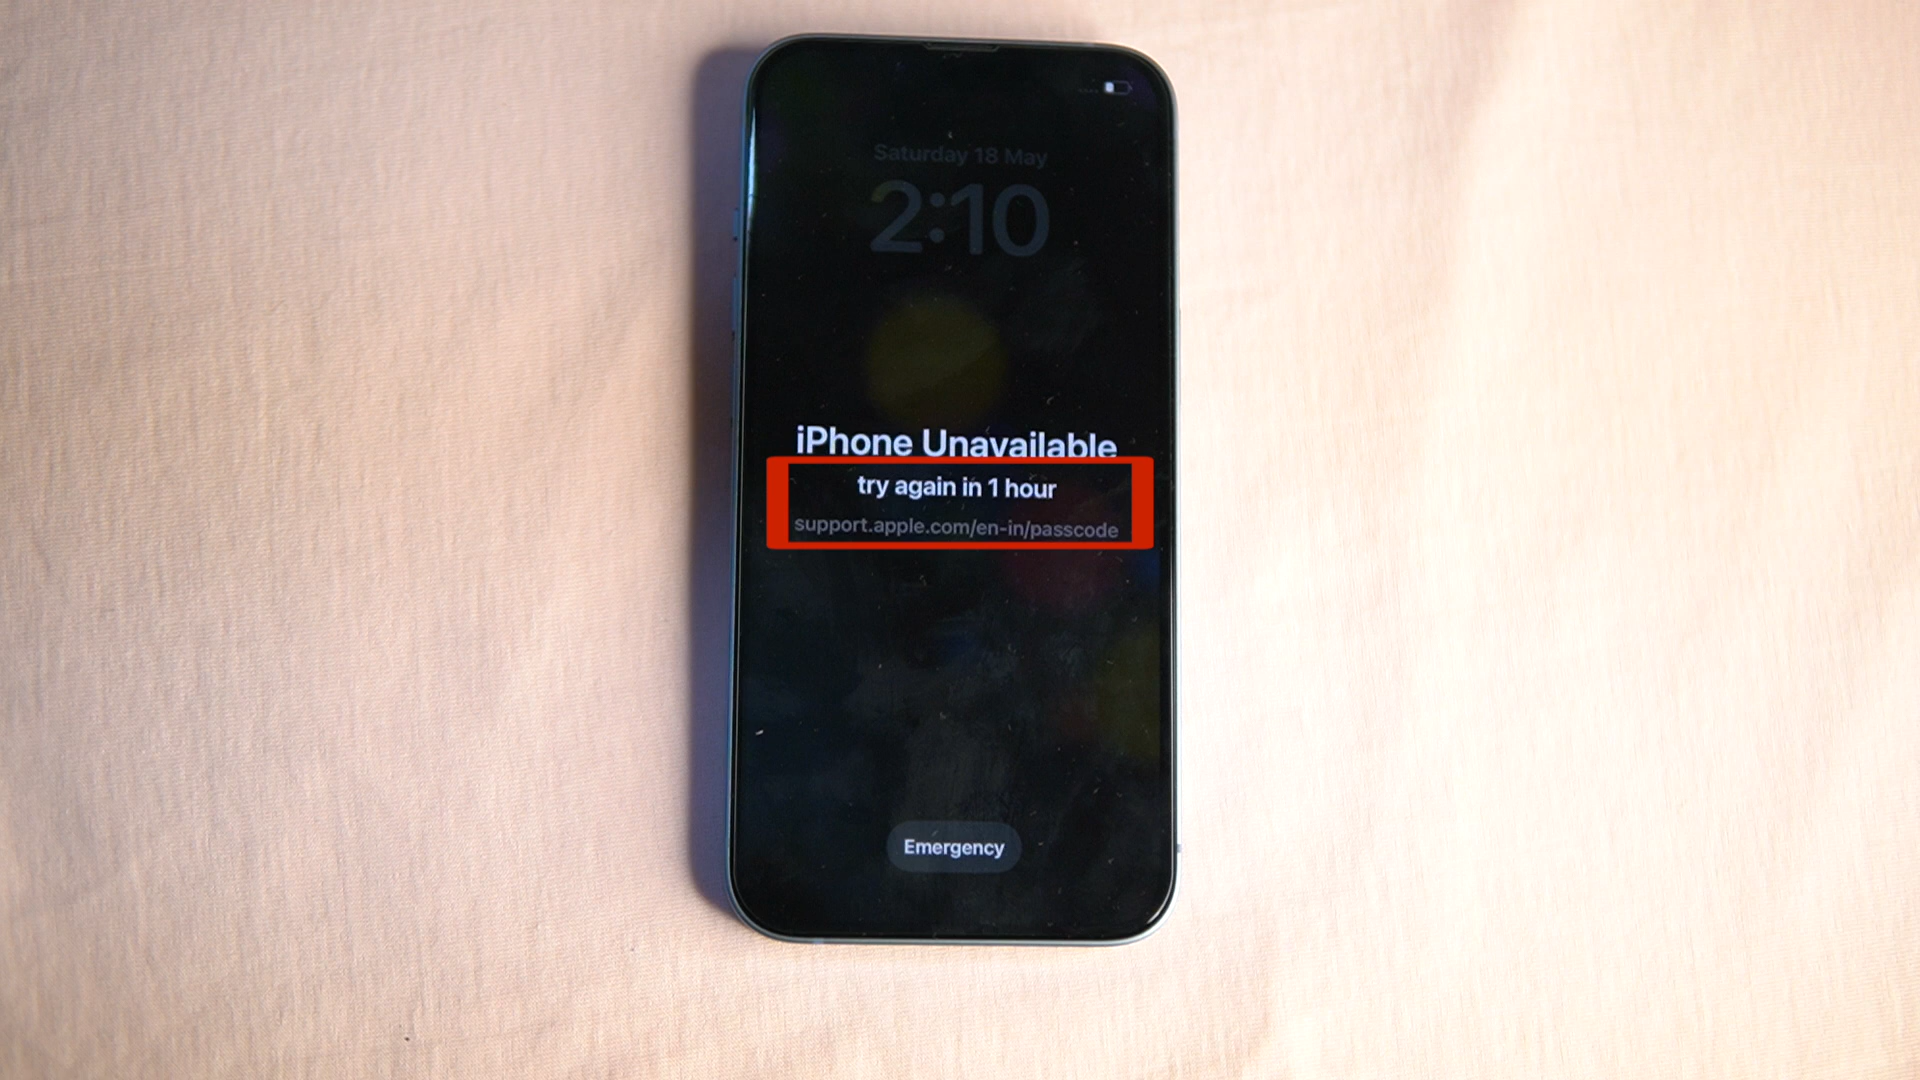 Saturday 18 May
2:10
iPhone Unavailable
try again in 1 hour
support.apple.com/en-in/passcode
Emergency